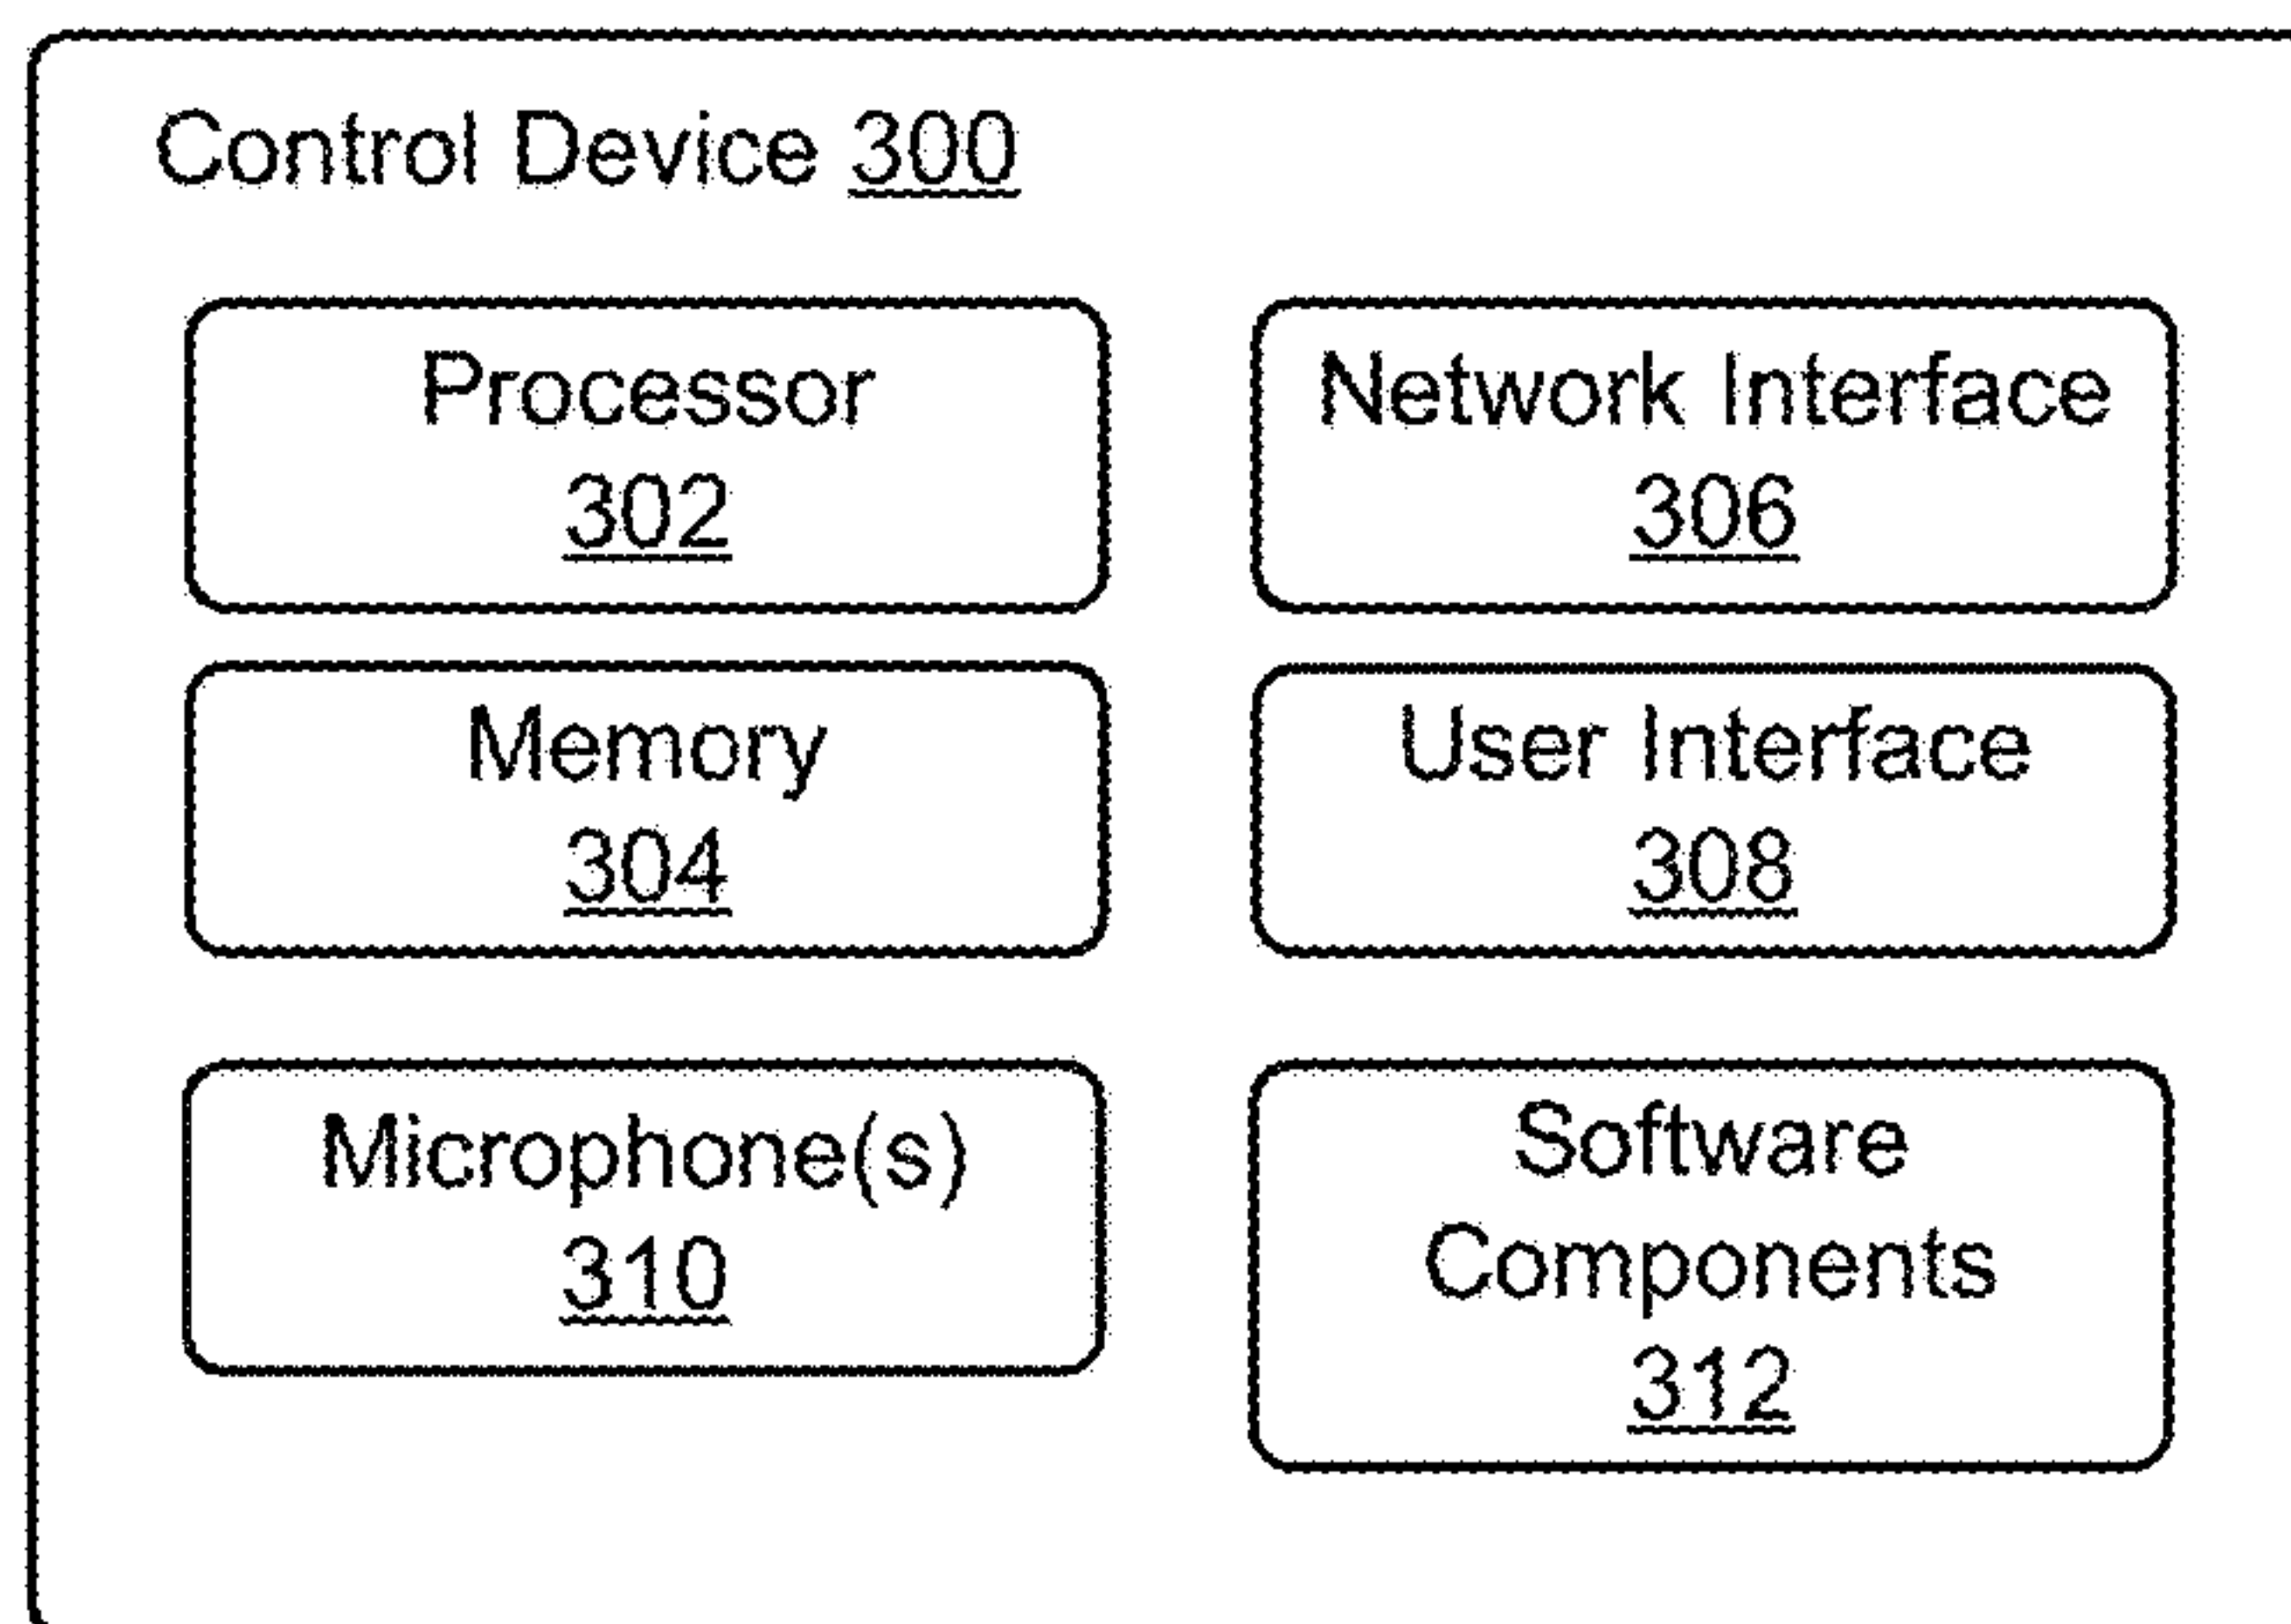 Control Device 300
Processor
302
Network Interface
306
Memory
304
User Interface
308
Microphone(s)
310
Software
Components
312